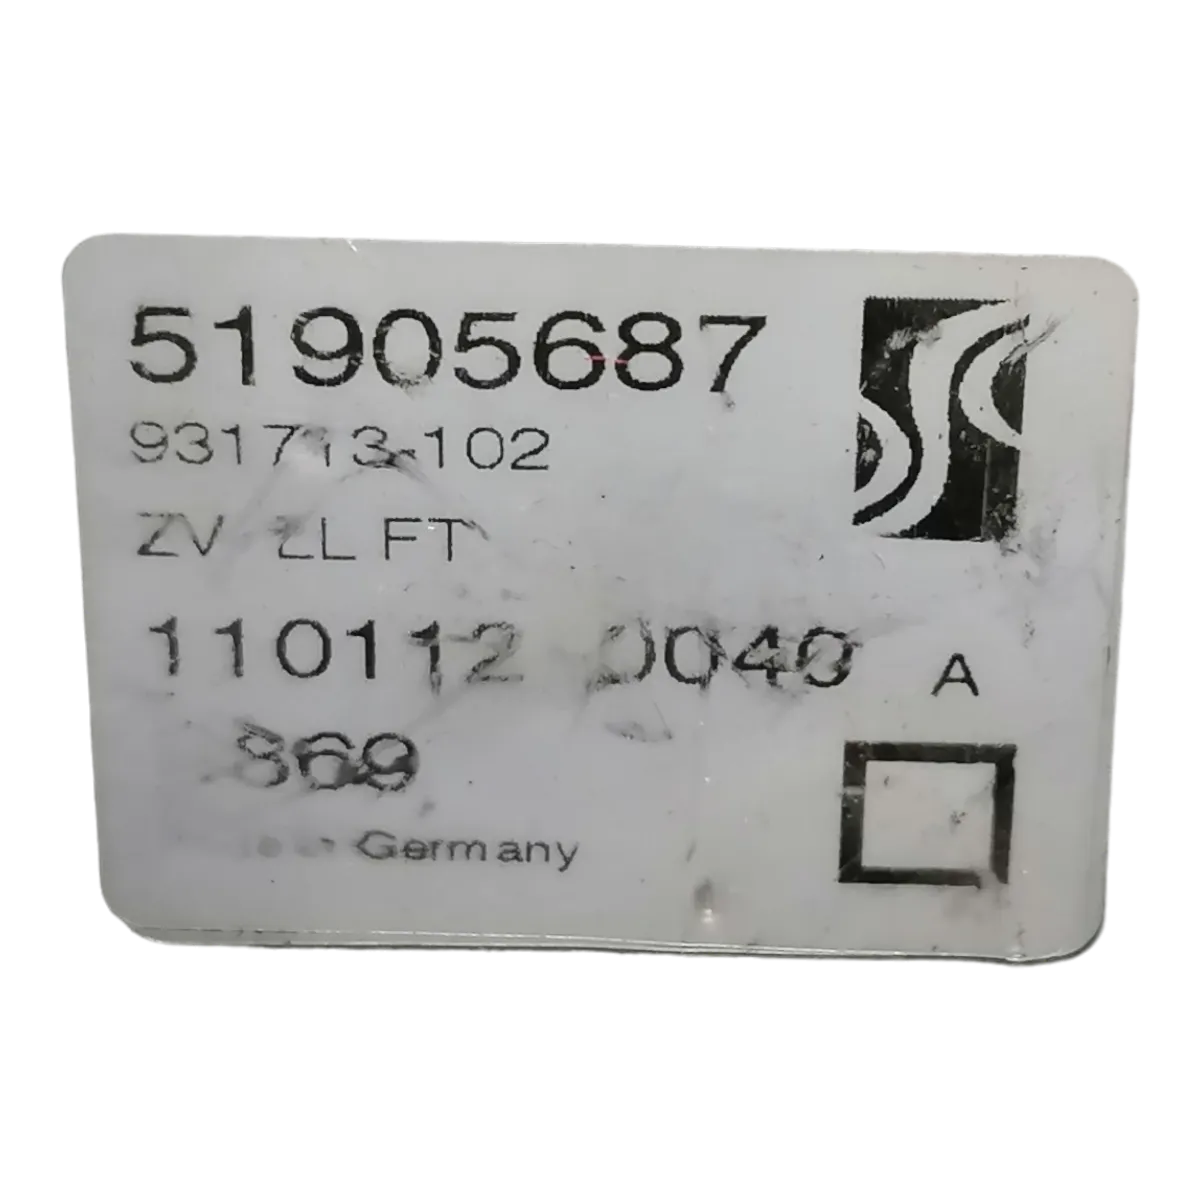 51905687
931713-102
ZV ZL FT
110112 0040 A
869
Germany